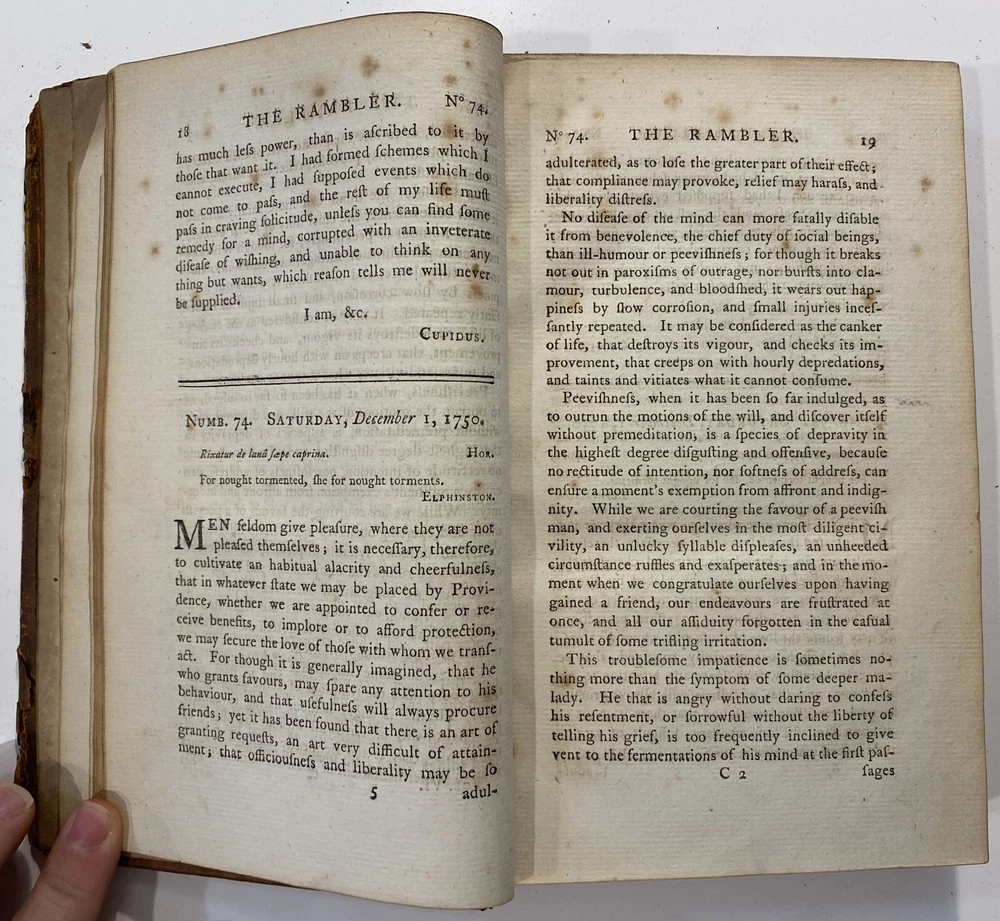 18 THE RAMBLER. Nº 74.
has much leſs power, than is aſcribed to it by
thoſe that want it. I had formed ſchemes which I
cannot execute, I had ſuppoſed events which do
not come to paſs, and the reſt of my life muſt
paſs in craving ſolicitude, unleſs you can find ſome
remedy for a mind, corrupted with an inveterate
diſeaſe of wiſhing, and unable to think on any
thing but wants, which reaſon tells me will never
be ſupplied.
I am, &c.
CUPIDUS.
NUMB. 74. SATURDAY, December 1, 1750.
Rixatur de lanâ ſæpe caprina. HOR.
For nought tormented, ſhe for nought torments.
ELPHINSTON.
MEN ſeldom give pleaſure, where they are not
pleaſed themſelves; it is neceſſary, therefore,
to cultivate an habitual alacrity and cheerfulneſs,
that in whatever ſtate we may be placed by Provi-
dence, whether we are appointed to confer or re-
ceive benefits, to implore or to afford protection,
we may ſecure the love of thoſe with whom we tranſ-
act. For though it is generally imagined, that he
who grants favours, may ſpare any attention to his
behaviour, and that uſefulneſs will always procure
friends; yet it has been found that there is an art of
granting requeſts, an art very difficult of attain-
ment; that officiouſneſs and liberality may be ſo
5 adul-
Nº 74. THE RAMBLER. 19
adulterated, as to loſe the greater part of their effect;
that compliance may provoke, relief may haraſs, and
liberality diſtreſs.
No diſeaſe of the mind can more fatally diſable
it from benevolence, the chief duty of ſocial beings,
than ill-humour or peeviſhneſs; for though it breaks
not out in paroxiſms of outrage, nor burſts into cla-
mour, turbulence, and bloodſhed, it wears out hap-
pineſs by ſlow corroſion, and ſmall injuries inceſ-
ſantly repeated. It may be conſidered as the canker
of life, that deſtroys its vigour, and checks its im-
provement, that creeps on with hourly depredations,
and taints and vitiates what it cannot conſume.
Peeviſhneſs, when it has been ſo far indulged, as
to outrun the motions of the will, and diſcover itſelf
without premeditation, is a ſpecies of depravity in
the higheſt degree diſguſting and offenſive, becauſe
no rectitude of intention, nor ſoftneſs of addreſs, can
enſure a moment's exemption from affront and indig-
nity. While we are courting the favour of a peeviſh
man, and exerting ourſelves in the moſt diligent ci-
vility, an unlucky ſyllable diſpleaſes, an unheeded
circumſtance ruffles and exaſperates; and in the mo-
ment when we congratulate ourſelves upon having
gained a friend, our endeavours are fruſtrated at
once, and all our aſſiduity forgotten in the caſual
tumult of ſome trifling irritation.
This troubleſome impatience is ſometimes no-
thing more than the ſymptom of ſome deeper ma-
lady. He that is angry without daring to confeſs
his reſentment, or ſorrowful without the liberty of
telling his grief, is too frequently inclined to give
vent to the fermentations of his mind at the firſt paſ-
C 2 ſages